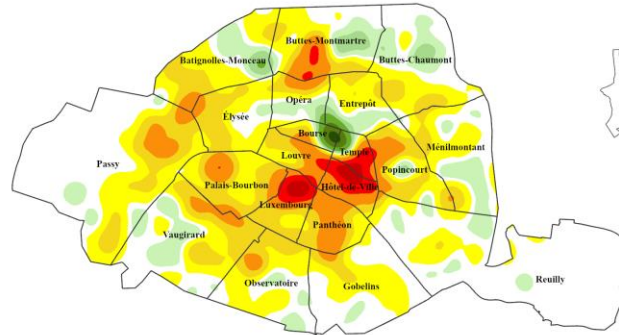 Buttes-Montmartre
Batignolles-Monceau
Buttes-Chaumont
Opéra
Entrepôt
Élysée
Bourse
Ménilmontant
Louvre
Temple
Passy
Popincourt
Palais-Bourbon
Hôtel-de-Ville
Luxembourg
Panthéon
Vaugirard
Observatoire
Gobelins
Reuilly